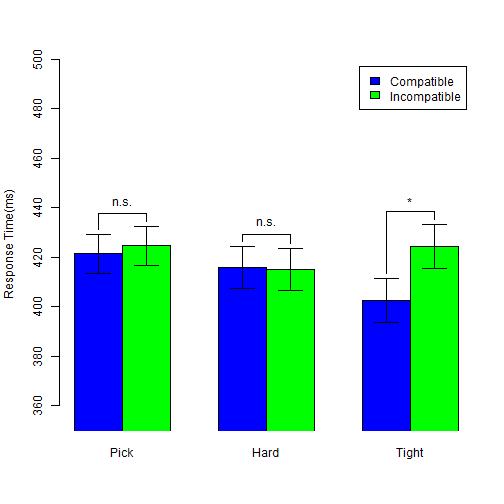 500
480
460
440
420
400
380
360
Response Time(ms)
Compatible
Incompatible
n.s.
n.s.
*
Pick
Hard
Tight